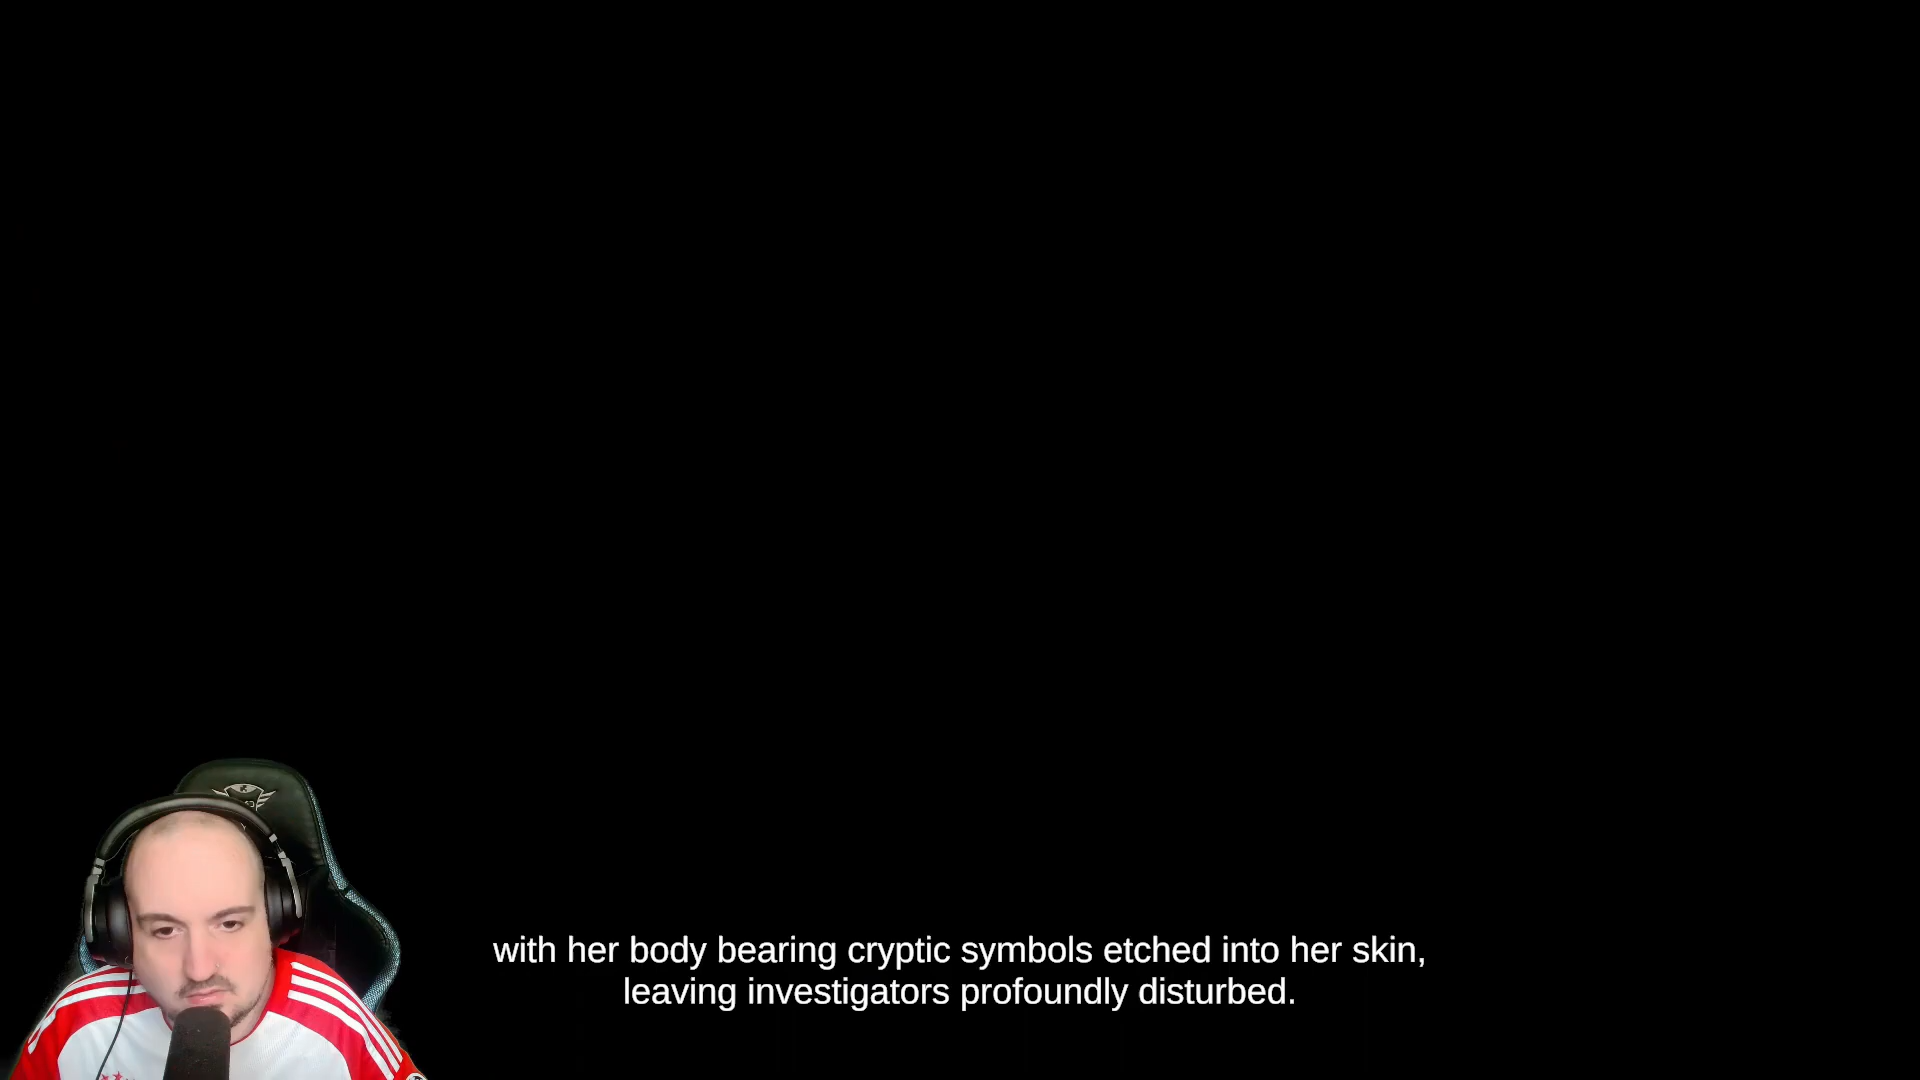 with her body bearing cryptic symbols etched into her skin,
leaving investigators profoundly disturbed.